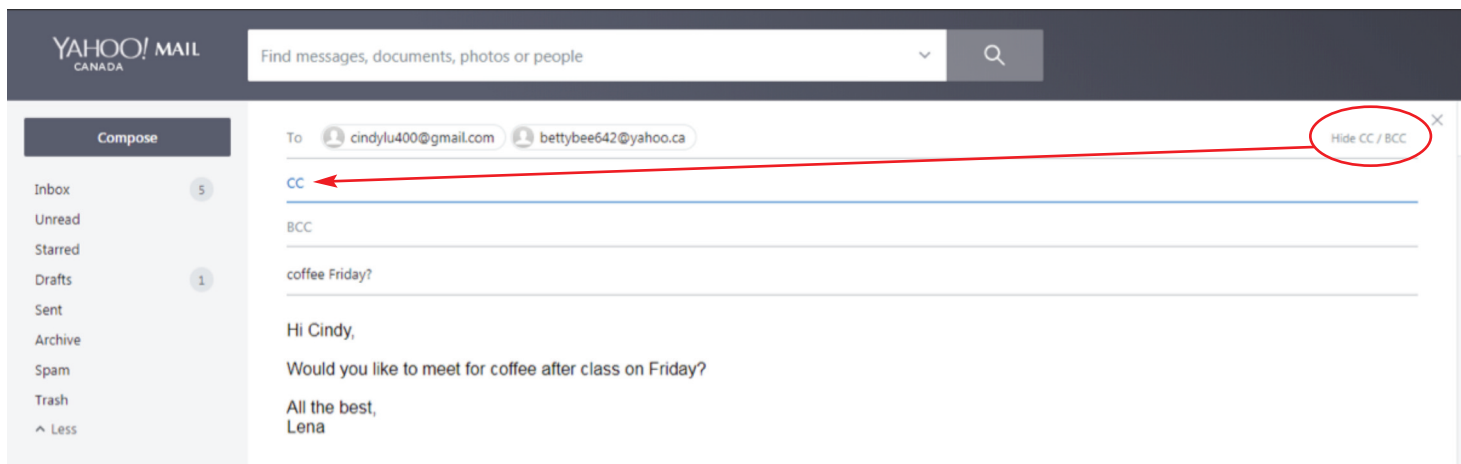 YAHOO! MAIL
CANADA
Find messages, documents, photos or people
Compose
Inbox 5
Unread
Starred
Drafts 1
Sent
Archive
Spam
Trash
Less
To cindylu400@gmail.com bettybee642@yahoo.ca Hide CC / BCC
CC
BCC
coffee Friday?
Hi Cindy,
Would you like to meet for coffee after class on Friday?
All the best,
Lena